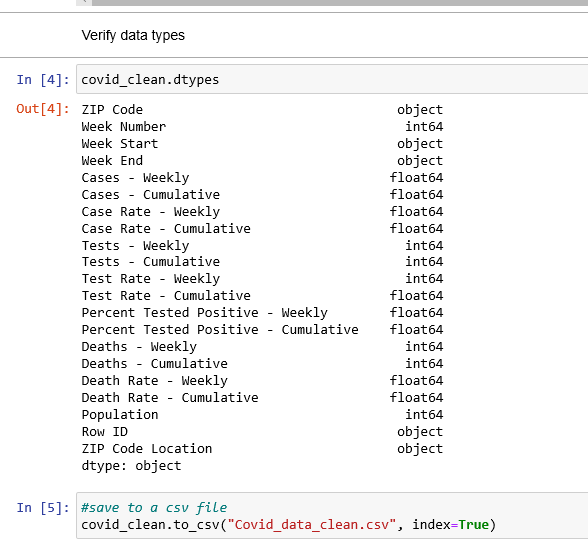 Verify data types
In [4]: covid_clean.dtypes
Out[4]: ZIP Code object
Week Number int64
Week Start object
Week End object
Cases - Weekly float64
Cases - Cumulative float64
Case Rate - Weekly float64
Case Rate - Cumulative float64
Tests - Weekly int64
Tests - Cumulative int64
Test Rate - Weekly int64
Test Rate - Cumulative float64
Percent Tested Positive - Weekly float64
Percent Tested Positive - Cumulative float64
Deaths - Weekly int64
Deaths - Cumulative int64
Death Rate - Weekly float64
Death Rate - Cumulative float64
Population int64
Row ID object
ZIP Code Location object
dtype: object
In [5]: #save to a csv file
covid_clean.to_csv("Covid_data_clean.csv", index=True)